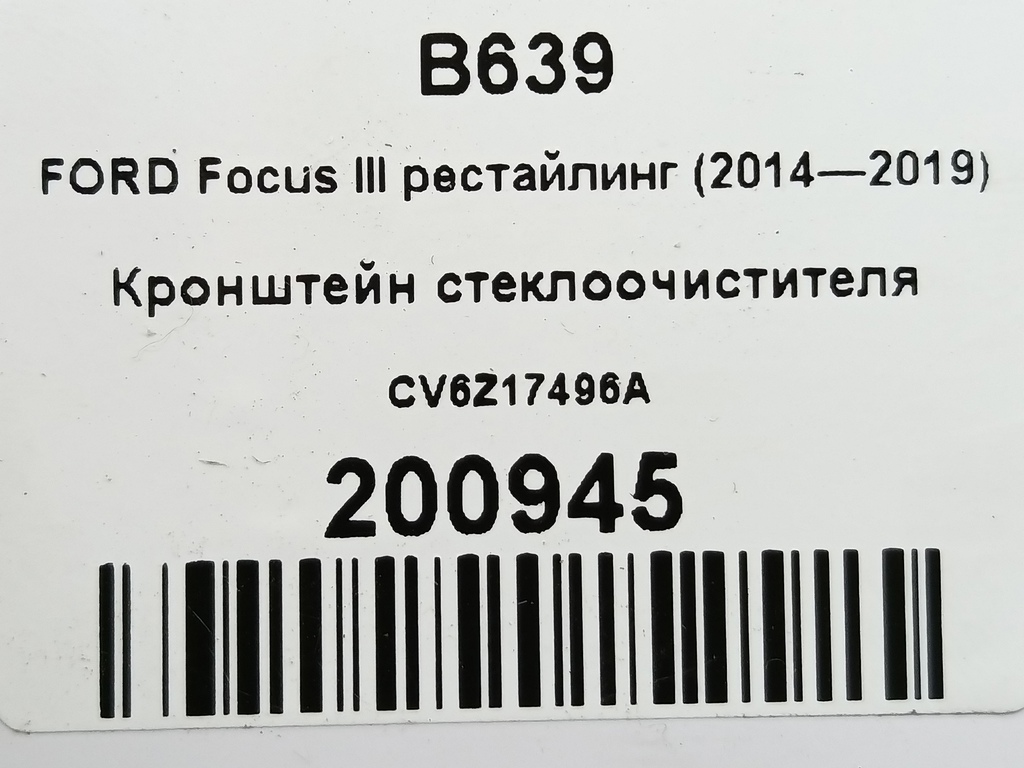 B639
FORD Focus III рестайлинг (2014—2019)
Кронштейн стеклоочистителя
CV6Z17496A
200945